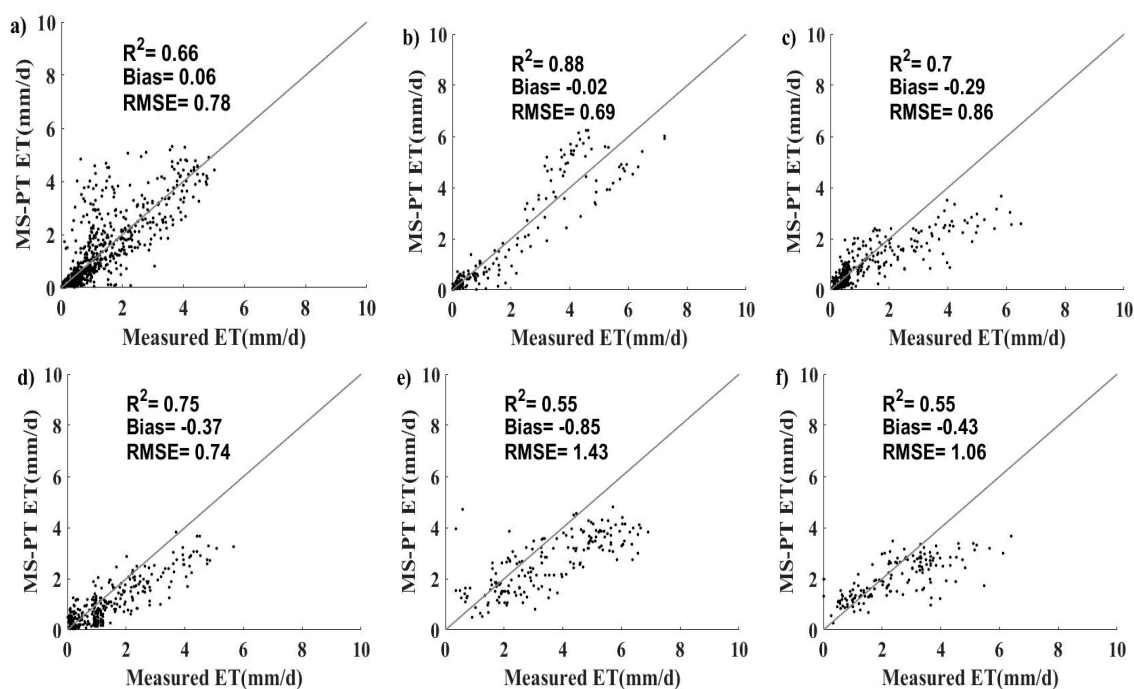 a)
R²= 0.66
Bias= 0.06
RMSE= 0.78
MS-PT ET(mm/d)
10
8
6
4
2
0
0 2 4 6 8 10
Measured ET(mm/d)
b)
R²= 0.88
Bias= -0.02
RMSE= 0.69
MS-PT ET(mm/d)
10
8
6
4
2
0
0 2 4 6 8 10
Measured ET(mm/d)
c)
R²= 0.7
Bias= -0.29
RMSE= 0.86
MS-PT ET(mm/d)
10
8
6
4
2
0
0 2 4 6 8 10
Measured ET(mm/d)
d)
R²= 0.75
Bias= -0.37
RMSE= 0.74
MS-PT ET(mm/d)
10
8
6
4
2
0
0 2 4 6 8 10
Measured ET(mm/d)
e)
R²= 0.55
Bias= -0.85
RMSE= 1.43
MS-PT ET(mm/d)
10
8
6
4
2
0
0 2 4 6 8 10
Measured ET(mm/d)
f)
R²= 0.55
Bias= -0.43
RMSE= 1.06
MS-PT ET(mm/d)
10
8
6
4
2
0
0 2 4 6 8 10
Measured ET(mm/d)